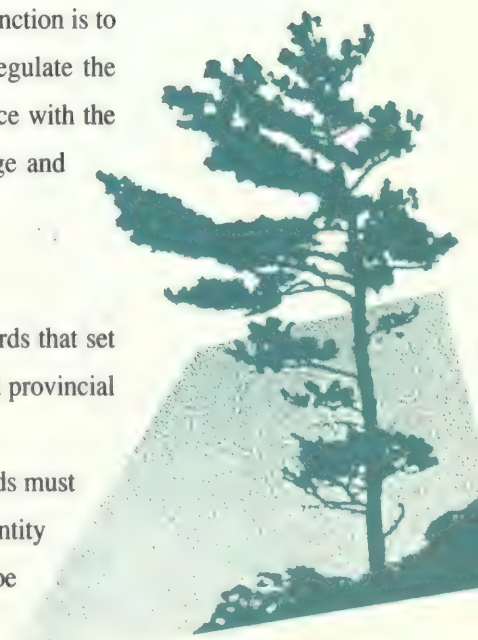 nction is to
egulate the
ce with the
ge and
rds that set
l provincial
ds must
ntity
be